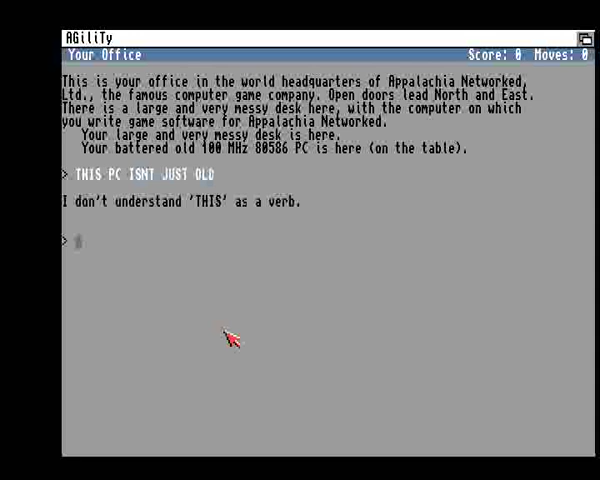 AGiliTy
Your Office Score: 0 Moves: 0
This is your office in the world headquarters of Appalachia Networked,
Ltd., the famous computer game company. Open doors lead North and East.
There is a large and very messy desk here, with the computer on which
you write game software for Appalachia Networked.
Your large and very messy desk is here.
Your battered old 100 MHz 80586 PC is here (on the table).
> THIS PC ISNT JUST OLD
I don't understand 'THIS' as a verb.
>